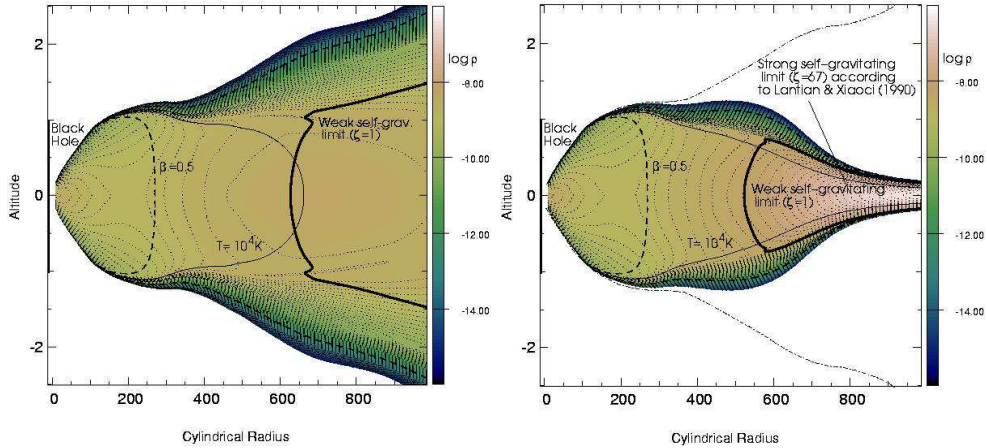 2
0
-2
Altitude
Black
Hole
β=0.5
T= 10⁴K
Weak self-grav.
limit (ζ=1)
0 200 400 600 800
Cylindrical Radius
log ρ
-8.00
-10.00
-12.00
-14.00
2
0
-2
Altitude
Strong self-gravitating
limit (ζ=67) according
to Lantian & Xiaoci (1990)
Black
Hole
β=0.5
Weak self-gravitating
limit (ζ=1)
T= 10⁴K
0 200 400 600 800
Cylindrical Radius
log ρ
-8.00
-10.00
-12.00
-14.00